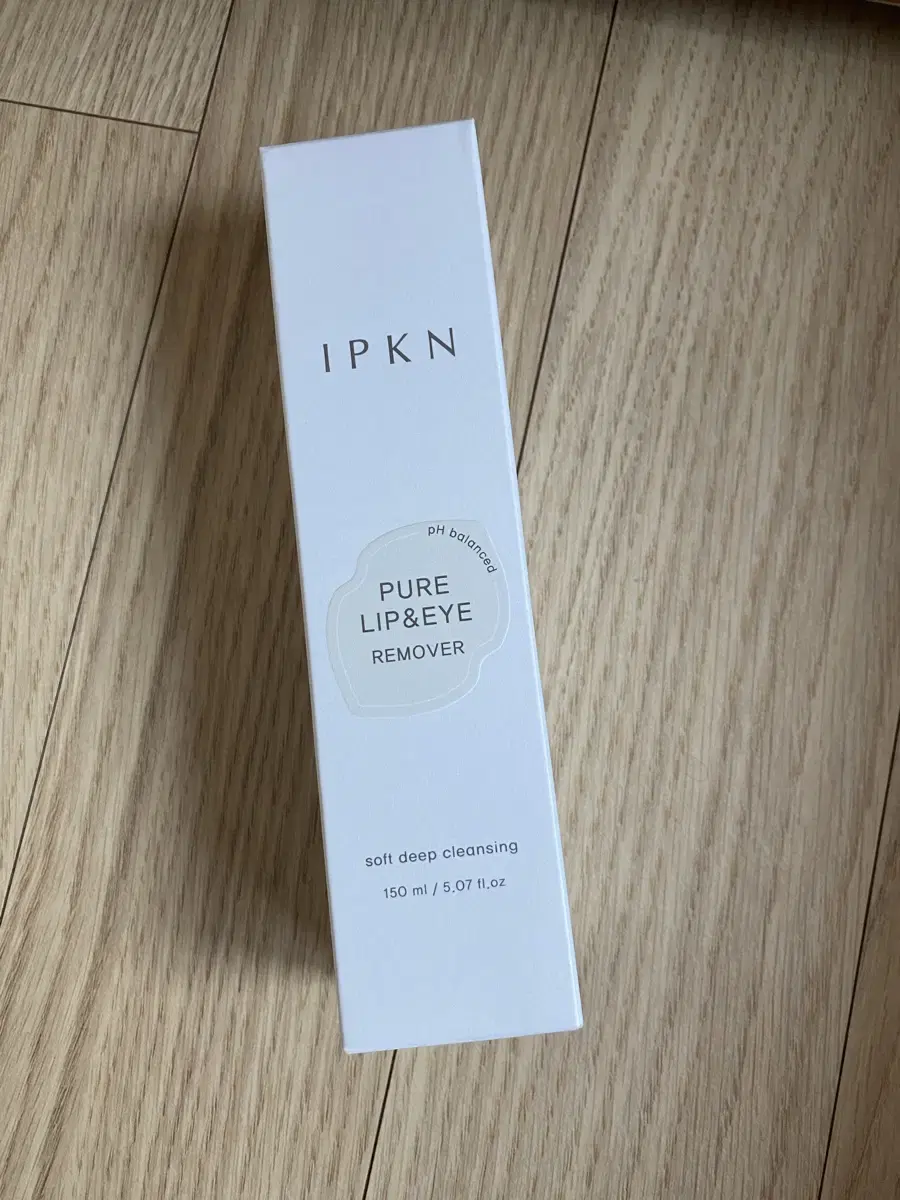 IPKN
pH balanced
PURE
LIP&EYE
REMOVER
soft deep cleansing
150 ml / 5.07 fl.oz